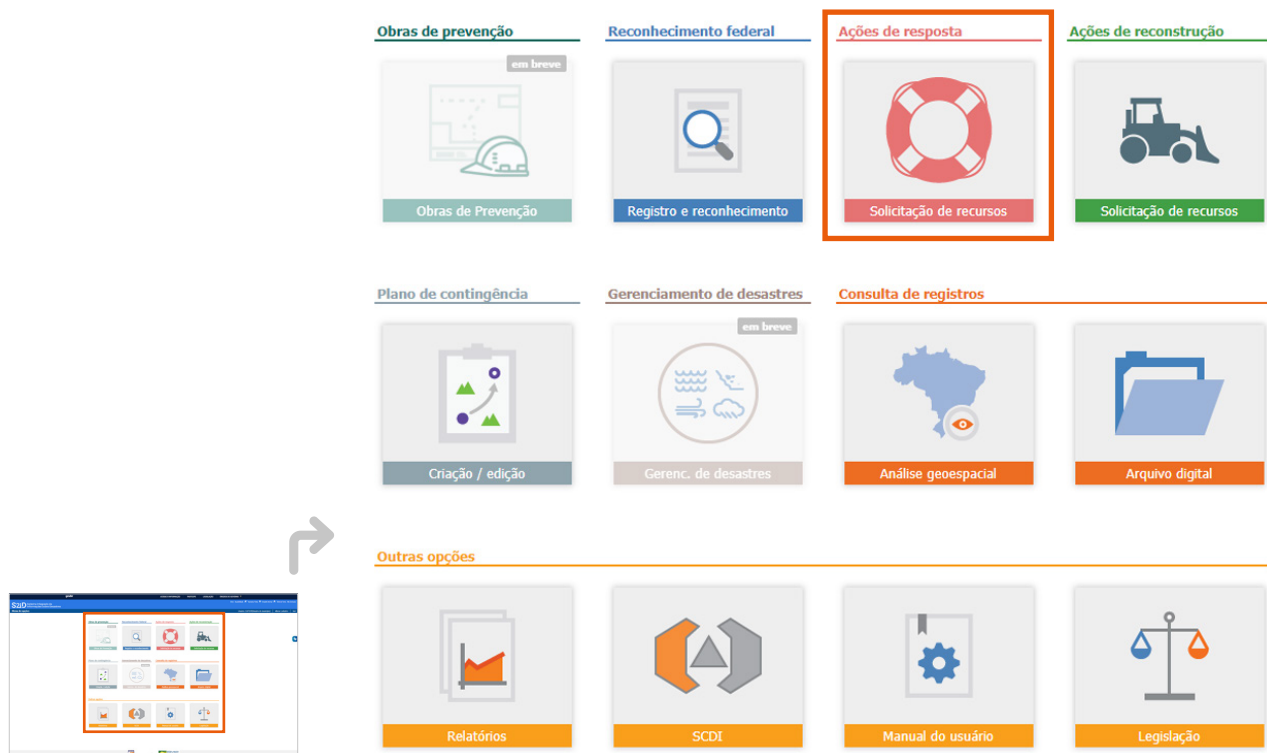 Obras de prevenção
Reconhecimento federal
Ações de resposta
Ações de reconstrução
em breve
Obras de Prevenção
Registro e reconhecimento
Solicitação de recursos
Solicitação de recursos
Plano de contingência
Gerenciamento de desastres
Consulta de registros
em breve
Criação / edição
Gerenc. de desastres
Análise geoespacial
Arquivo digital
Outras opções
Relatórios
SCDI
Manual do usuário
Legislação